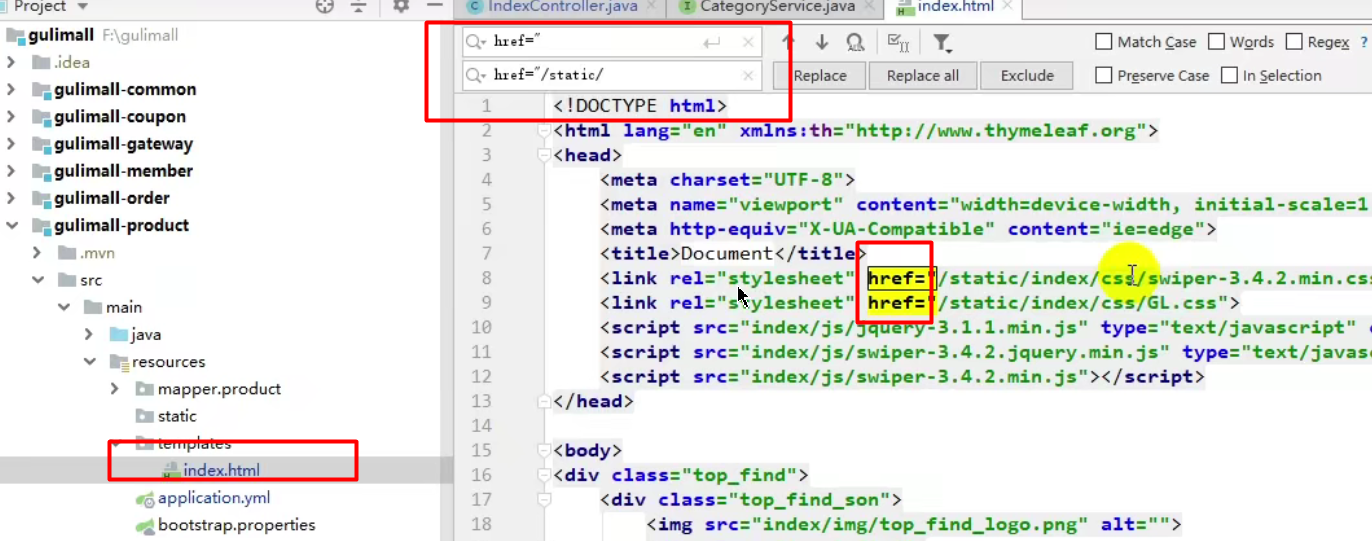 Project
IndexController.java
CategoryService.java
index.html
gulimall F:\gulimall
.idea
gulimall-common
gulimall-coupon
gulimall-gateway
gulimall-member
gulimall-order
gulimall-product
.mvn
src
main
java
resources
mapper.product
static
templates
index.html
application.yml
bootstrap.properties
href="
Match Case Words Regex ?
href="/static/
Replace Replace all Exclude Preserve Case In Selection
1 <!DOCTYPE html>
2 <html lang="en" xmlns:th="http://www.thymeleaf.org">
3 <head>
4 <meta charset="UTF-8">
5 <meta name="viewport" content="width=device-width, initial-scale=1
6 <meta http-equiv="X-UA-Compatible" content="ie=edge">
7 <title>Document</title>
8 <link rel="stylesheet" href="/static/index/css/swiper-3.4.2.min.css
9 <link rel="stylesheet" href="/static/index/css/GL.css">
10 <script src="index/js/jquery-3.1.1.min.js" type="text/javascript"
11 <script src="index/js/swiper-3.4.2.jquery.min.js" type="text/javas
12 <script src="index/js/swiper-3.4.2.min.js"></script>
13 </head>
14
15 <body>
16 <div class="top_find">
17 <div class="top_find_son">
18 <img src="index/img/top_find_logo.png" alt="">